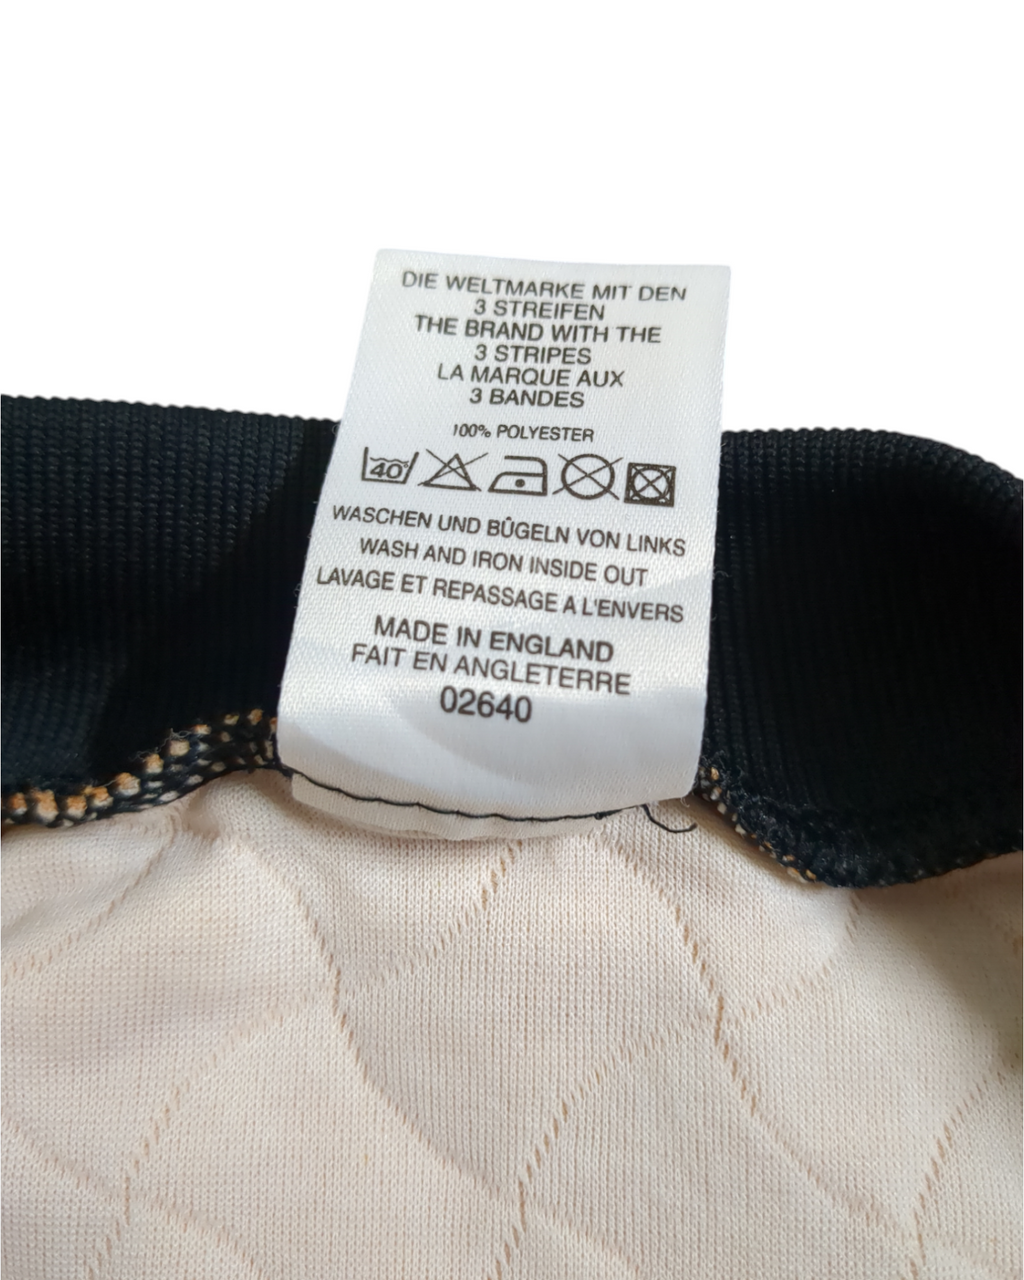 DIE WELTMARKE MIT DEN
3 STREIFEN
THE BRAND WITH THE
3 STRIPES
LA MARQUE AUX
3 BANDES
100% POLYESTER
40
WASCHEN UND BÛGELN VON LINKS
WASH AND IRON INSIDE OUT
LAVAGE ET REPASSAGE A L'ENVERS
MADE IN ENGLAND
FAIT EN ANGLETERRE
02640